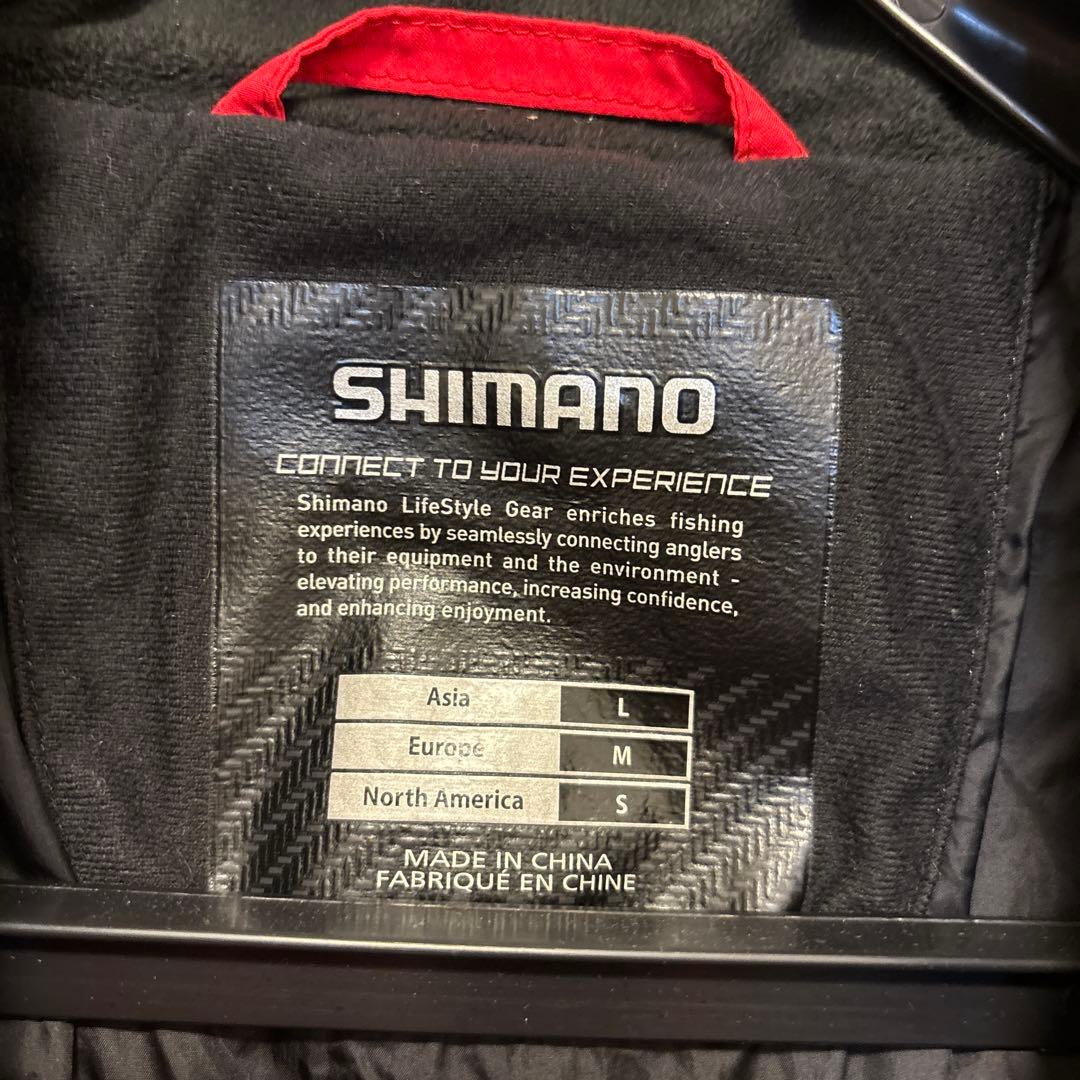 SHIMANO
CONNECT TO YOUR EXPERIENCE
Shimano LifeStyle Gear enriches fishing
experiences by seamlessly connecting anglers
to their equipment and the environment -
elevating performance, increasing confidence,
and enhancing enjoyment.
Asia L
Europe M
North America S
MADE IN CHINA
FABRIQUÉ EN CHINE